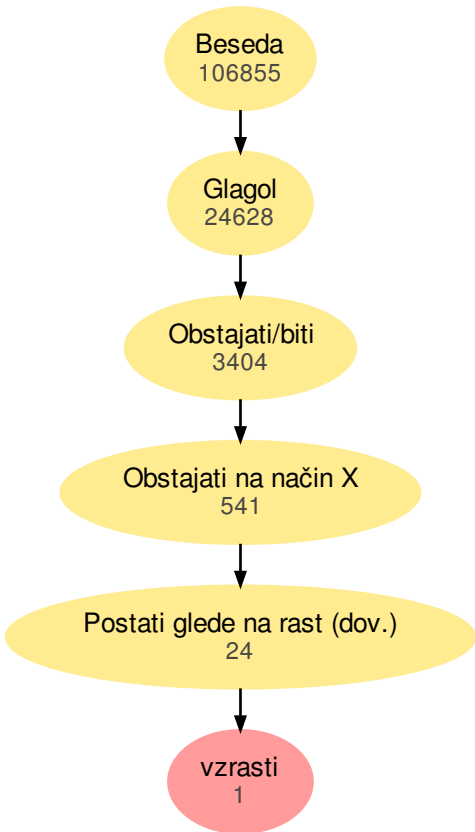 Beseda
106855
Glagol
24628
Obstajati/biti
3404
Obstajati na način X
541
Postati glede na rast (dov.)
24
vzrasti
1